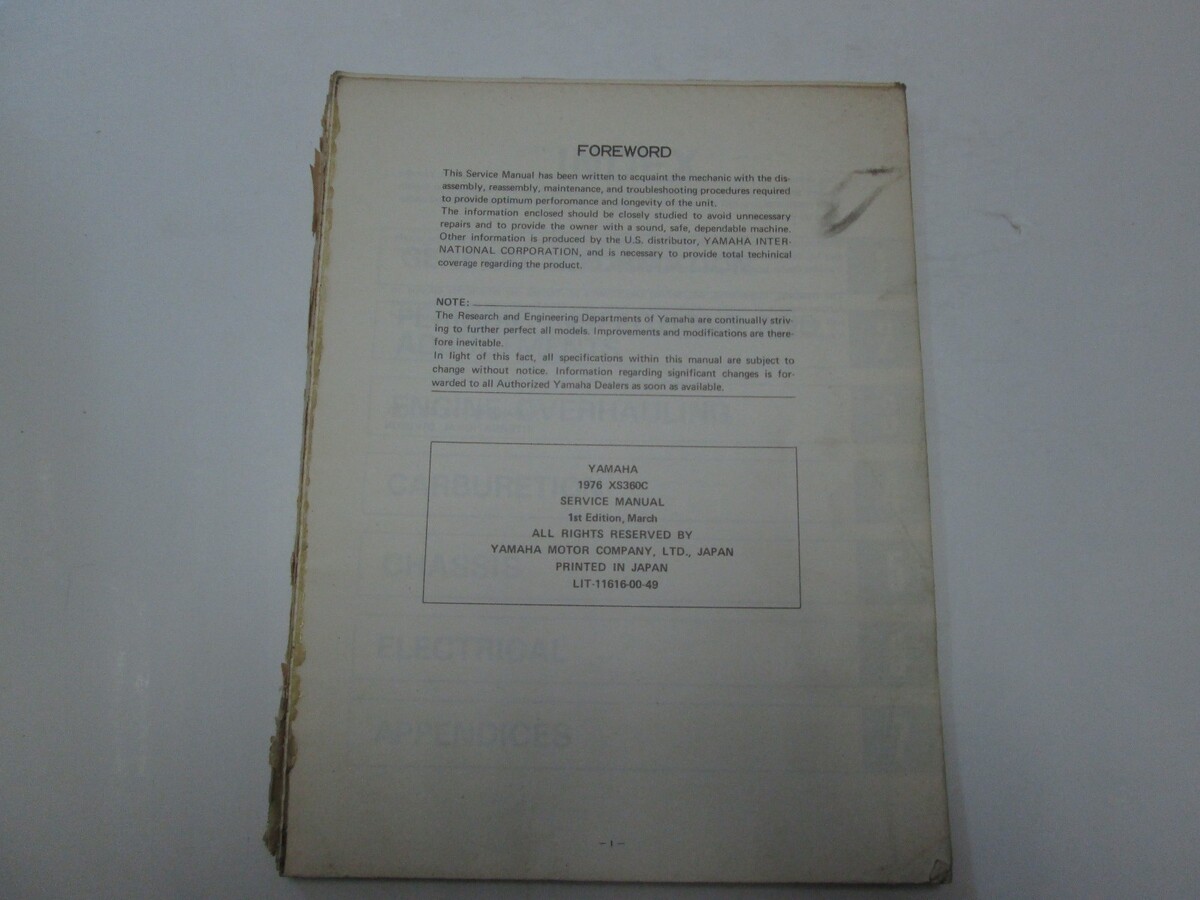 FOREWORD
This Service Manual has been written to acquaint the mechanic with the dis-
assembly, reassembly, maintenance, and troubleshooting procedures required
to provide optimum perforomance and longevity of the unit.
The information enclosed should be closely studied to avoid unnecessary
repairs and to provide the owner with a sound, safe, dependable machine.
Other information is produced by the U.S. distributor, YAMAHA INTER-
NATIONAL CORPORATION, and is necessary to provide total techinical
coverage regarding the product.
NOTE:
The Research and Engineering Departments of Yamaha are continually striv-
ing to further perfect all models. Improvements and modifications are there-
fore inevitable.
In light of this fact, all specifications within this manual are subject to
change without notice. Information regarding significant changes is for-
warded to all Authorized Yamaha Dealers as soon as available.
ENGINE OVERHAULING
CARBURETION
CHASSIS
ELECTRICAL
APPENDICES
YAMAHA
1976 XS360C
SERVICE MANUAL
1st Edition, March
ALL RIGHTS RESERVED BY
YAMAHA MOTOR COMPANY, LTD., JAPAN
PRINTED IN JAPAN
LIT-11616-00-49
- 1 -